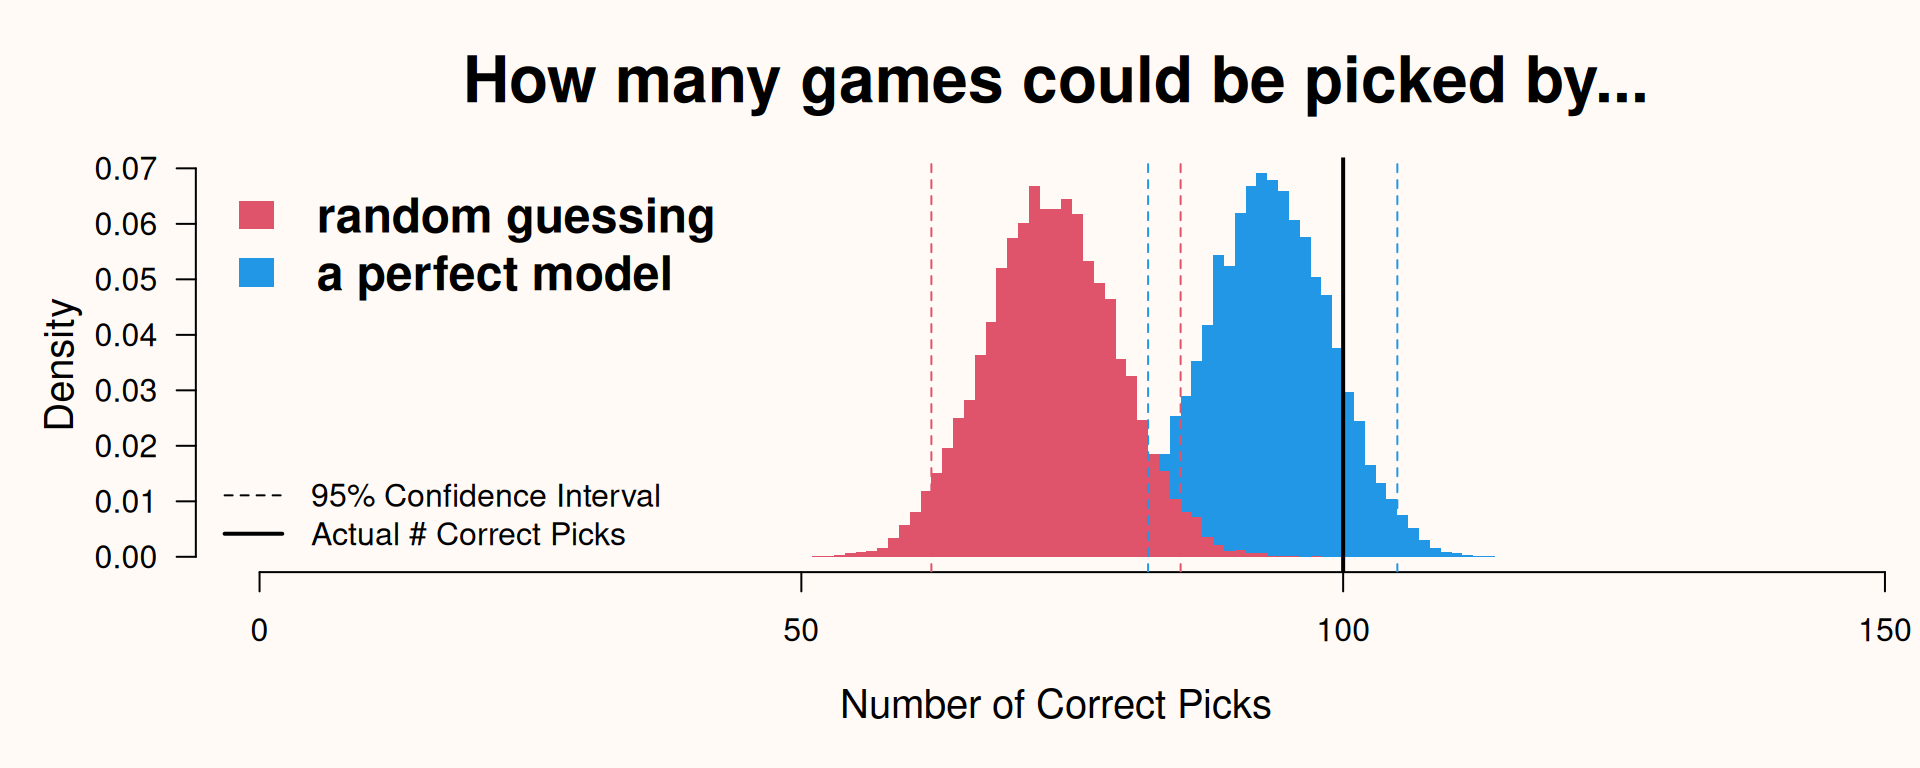 How many games could be picked by...
0.07
0.06
0.05
0.04
0.03
0.02
0.01
0.00
Density
random guessing
a perfect model
95% Confidence Interval
Actual # Correct Picks
0 50 100 150
Number of Correct Picks